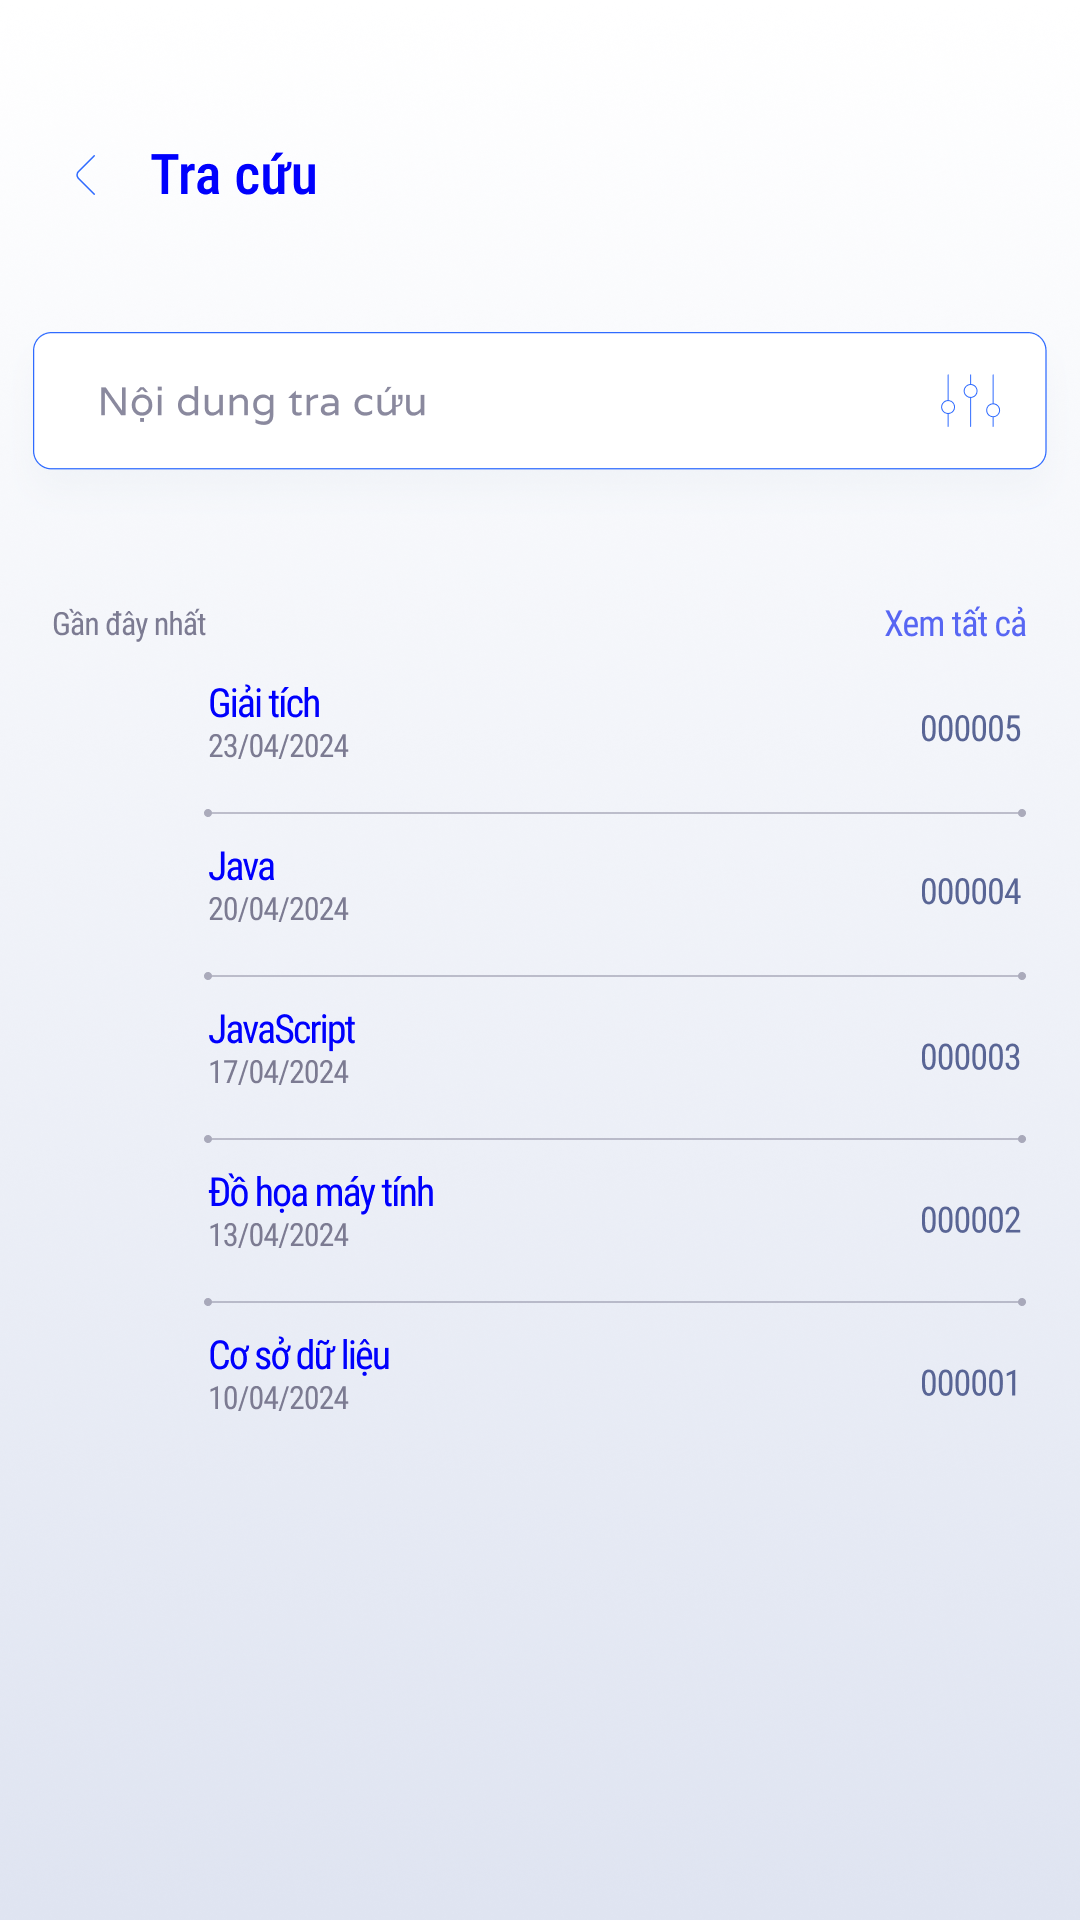 Tra cứu
Nội dung tra cứu
Gần đây nhất
Xem tất cả
Giải tích
23/04/2024
000005
Java
20/04/2024
000004
JavaScript
17/04/2024
000003
Đồ họa máy tính
13/04/2024
000002
Cơ sở dữ liệu
10/04/2024
000001